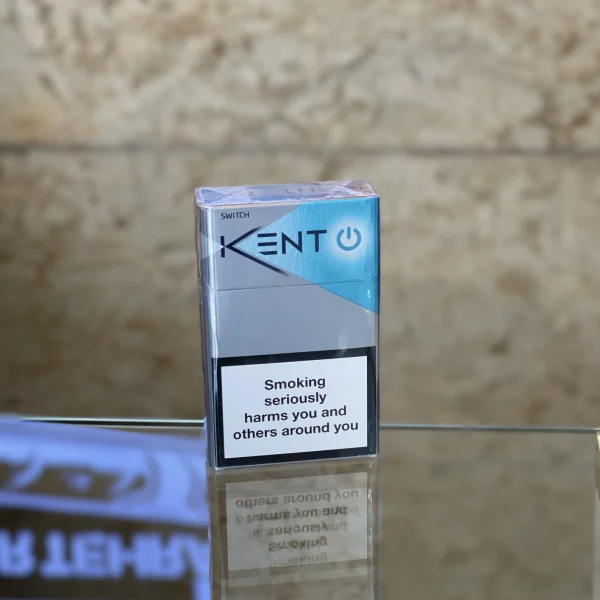 SWITCH
KENT
Smoking
seriously
harms you and
others around you